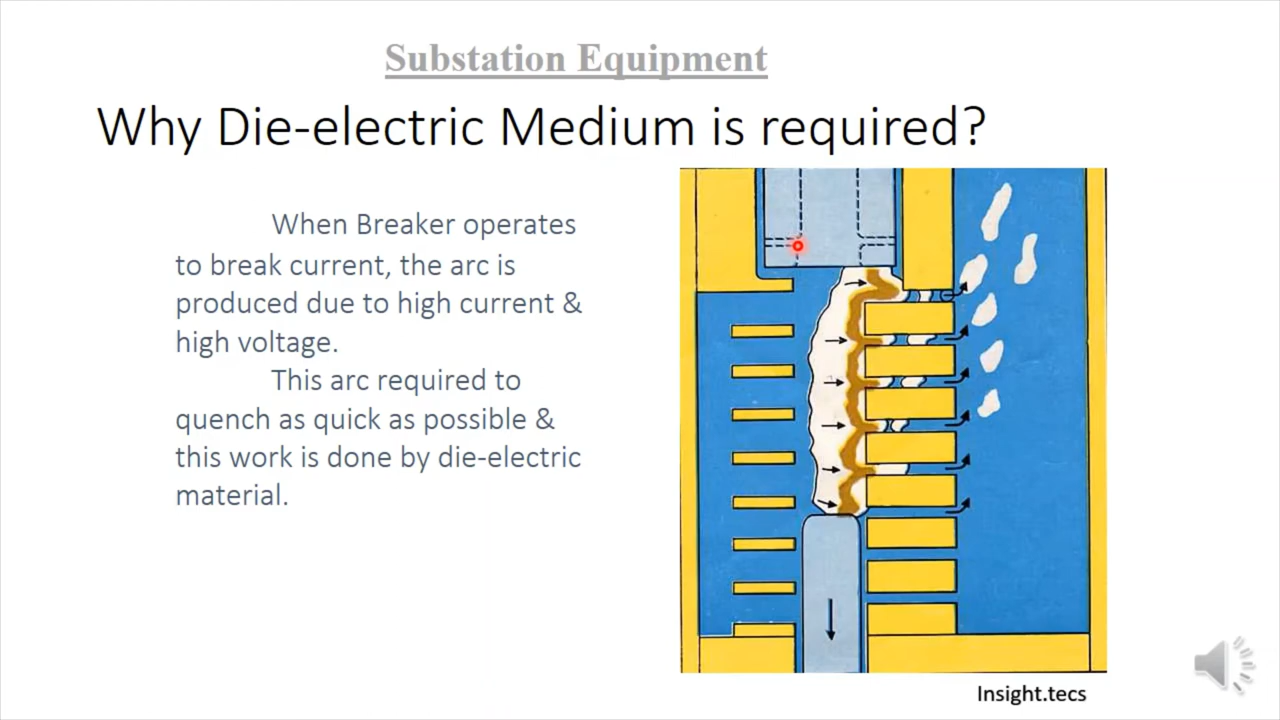 Substation Equipment
Why Die-electric Medium is required?
When Breaker operates
to break current, the arc is
produced due to high current &
high voltage.
This arc required to
quench as quick as possible &
this work is done by die-electric
material.
Insight.tecs